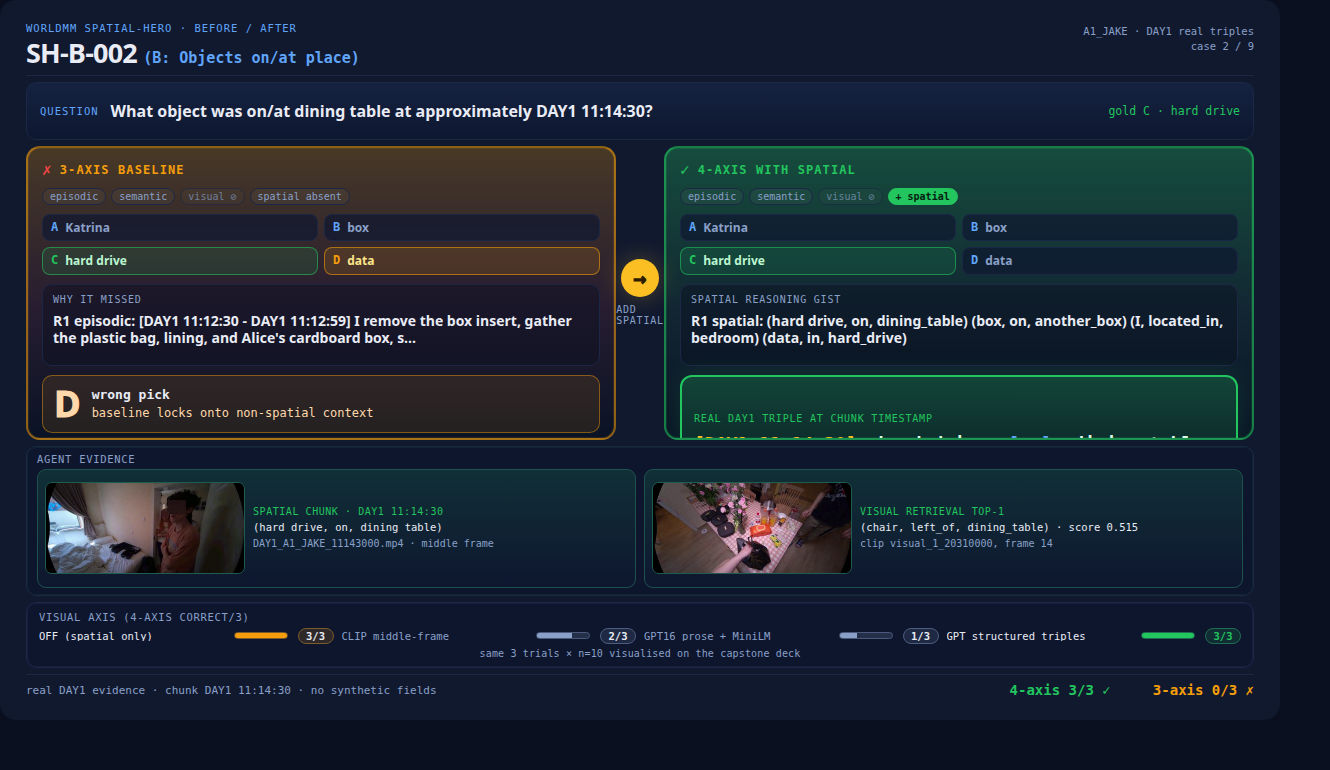 WORLDMM SPATIAL-HERO · BEFORE / AFTER
SH-B-002 (B: Objects on/at place)
A1_JAKE · DAY1 real triples
case 2 / 9
QUESTION What object was on/at dining table at approximately DAY1 11:14:30?
gold C · hard drive
✗ 3-AXIS BASELINE
episodic semantic visual ⊘ spatial absent
A Katrina
B box
C hard drive
D data
WHY IT MISSED
R1 episodic: [DAY1 11:12:30 - DAY1 11:12:59] I remove the box insert, gather
the plastic bag, lining, and Alice's cardboard box, s...
D
wrong pick
baseline locks onto non-spatial context
→
ADD
SPATIAL
✓ 4-AXIS WITH SPATIAL
episodic semantic visual ⊘ + spatial
A Katrina
B box
C hard drive
D data
SPATIAL REASONING GIST
R1 spatial: (hard drive, on, dining_table) (box, on, another_box) (I, located_in,
bedroom) (data, in, hard_drive)
REAL DAY1 TRIPLE AT CHUNK TIMESTAMP
AGENT EVIDENCE
SPATIAL CHUNK · DAY1 11:14:30
(hard drive, on, dining table)
DAY1_A1_JAKE_11143000.mp4 · middle frame
VISUAL RETRIEVAL TOP-1
(chair, left_of, dining_table) · score 0.515
clip visual_1_20310000, frame 14
VISUAL AXIS (4-AXIS CORRECT/3)
OFF (spatial only) 3/3
CLIP middle-frame 2/3
GPT16 prose + MiniLM 1/3
GPT structured triples 3/3
same 3 trials × n=10 visualised on the capstone deck
real DAY1 evidence · chunk DAY1 11:14:30 · no synthetic fields
4-axis 3/3 ✓
3-axis 0/3 ✗